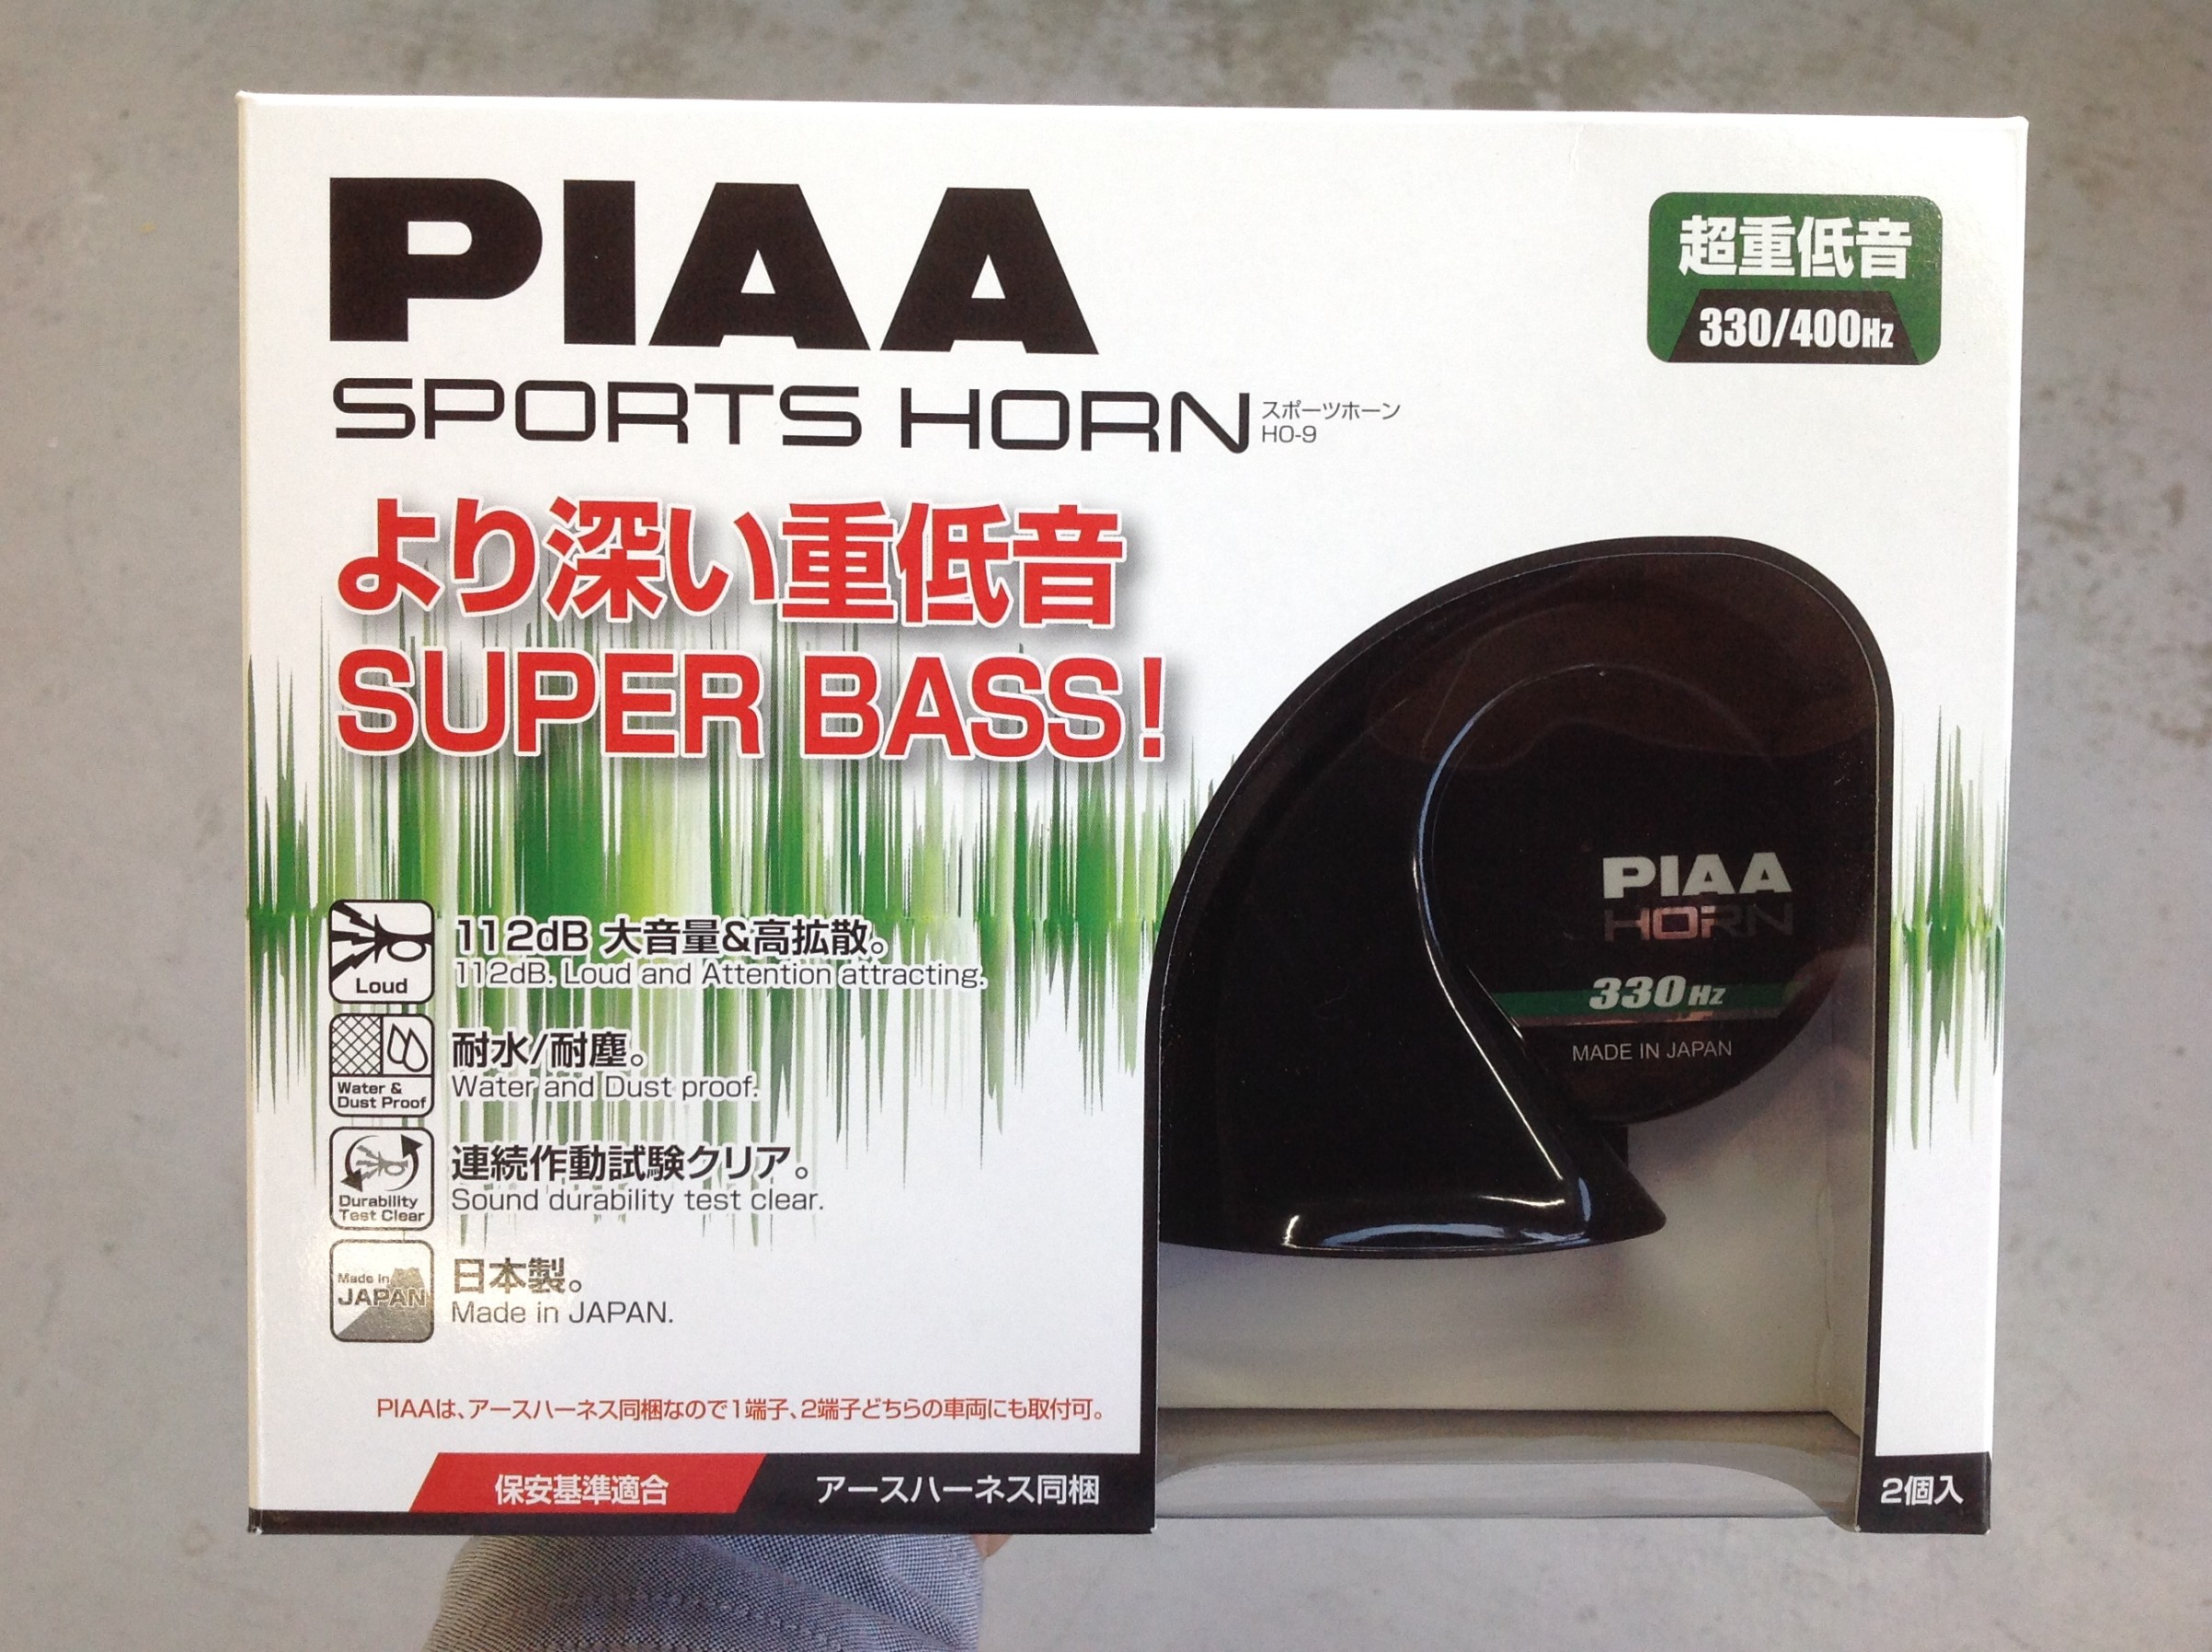 PIAA
超重低音
330/400Hz
SPORTS HORN
スポーツホーン
HO-9
より深い重低音
SUPER BASS!
PIAA
HORN
330Hz
MADE IN JAPAN
Loud
112dB 大音量&高拡散。
112dB. Loud and Attention attracting.
Water &
Dust Proof
耐水/耐塵。
Water and Dust proof.
Durability
Test Clear
連続作動試験クリア。
Sound durability test clear.
Made in
JAPAN
日本製。
Made in JAPAN.
PIAAは、アースハーネス同梱なので1端子、2端子どちらの車両にも取付可。
保安基準適合
アースハーネス同梱
2個入